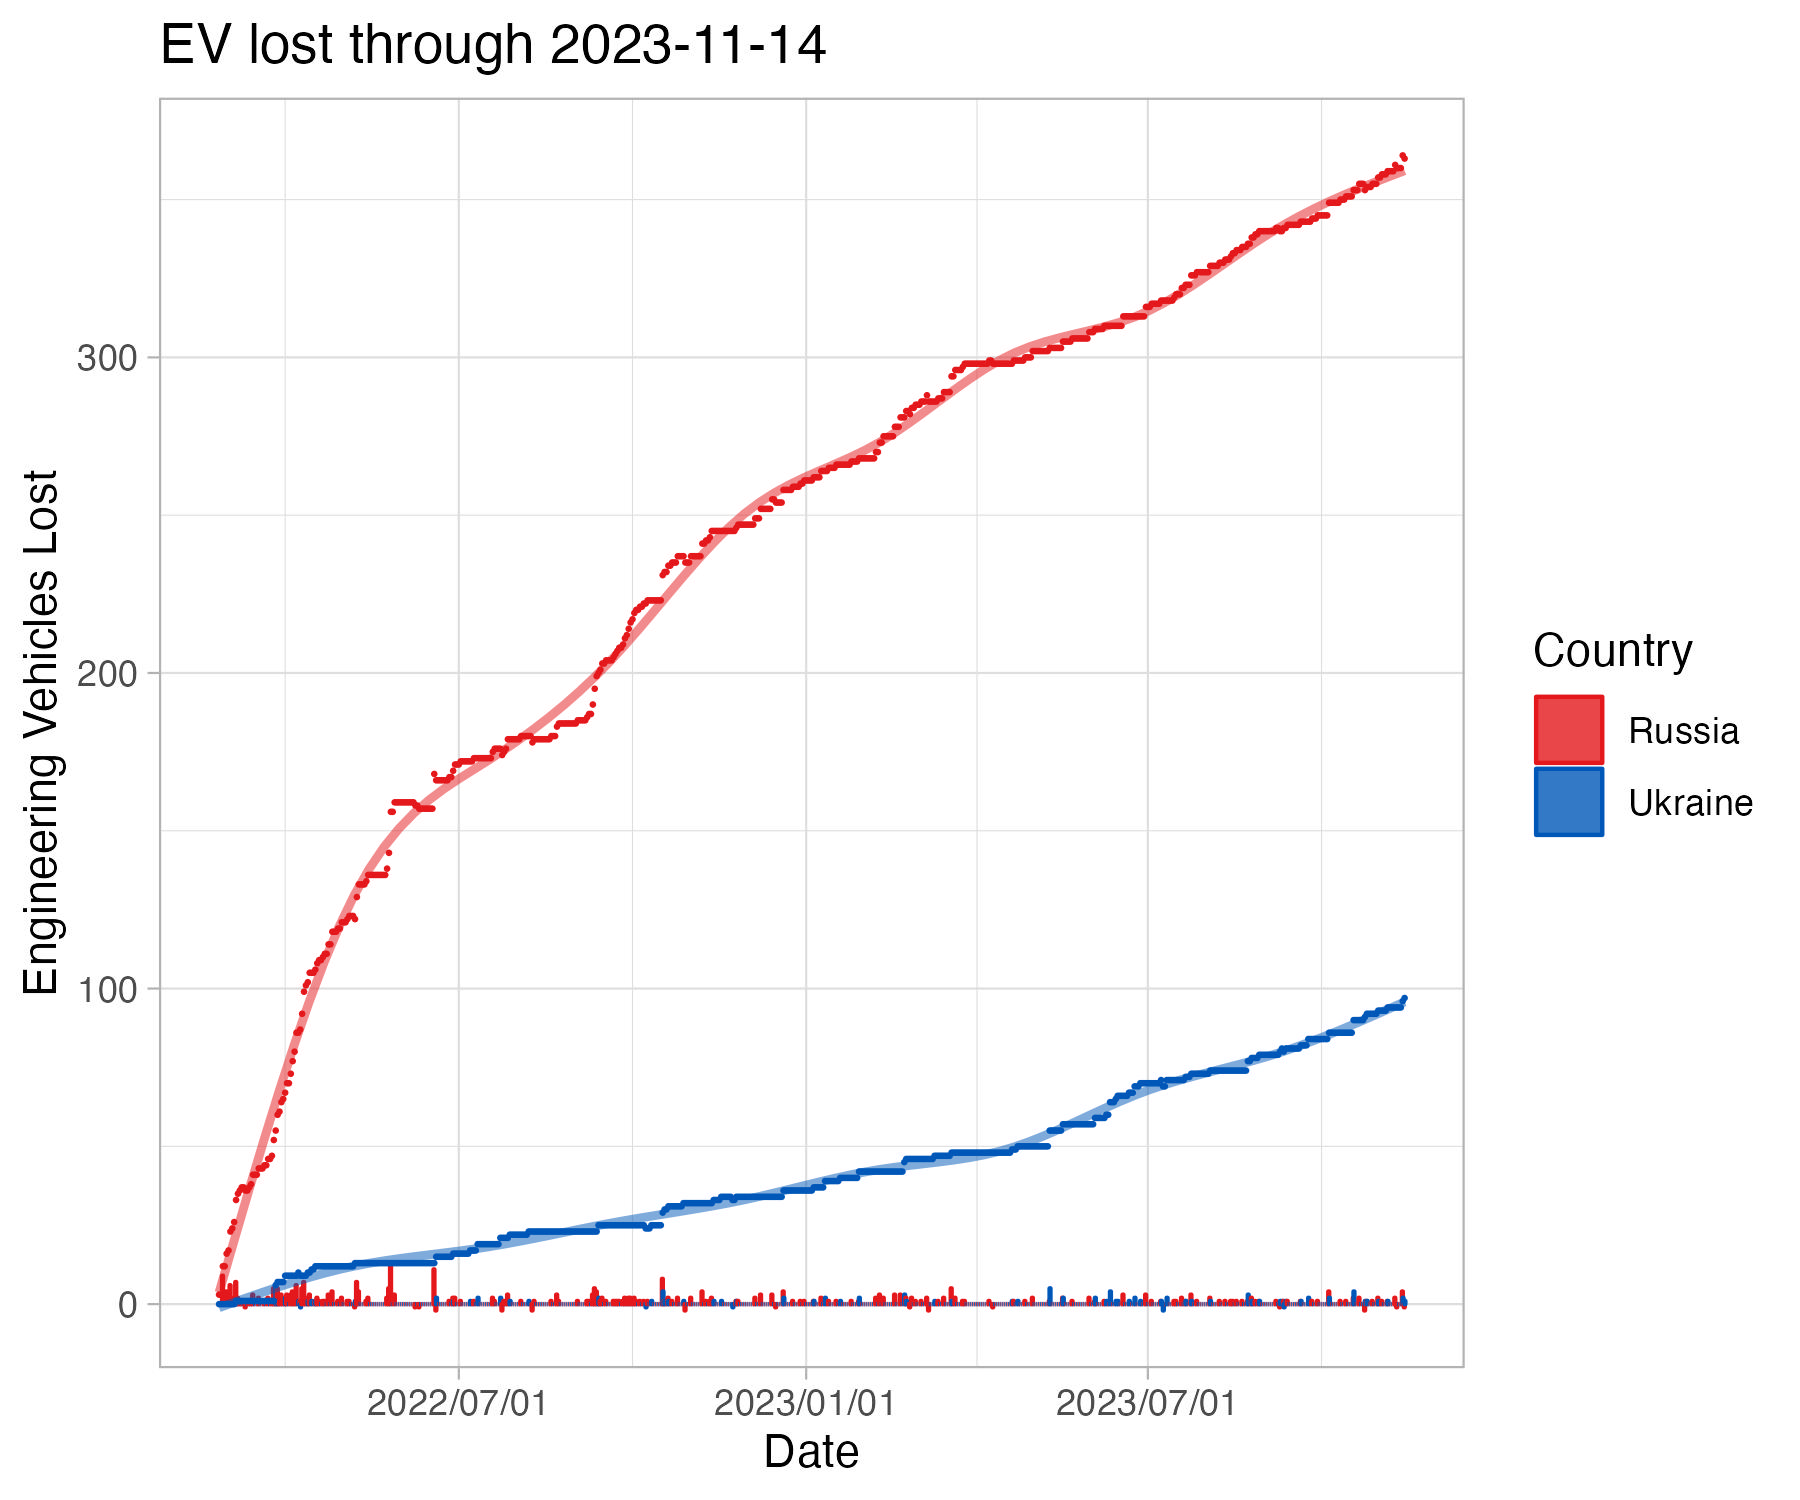 EV lost through 2023-11-14
Engineering Vehicles Lost
300
200
100
0
2022/07/01
2023/01/01
2023/07/01
Date
Country
Russia
Ukraine